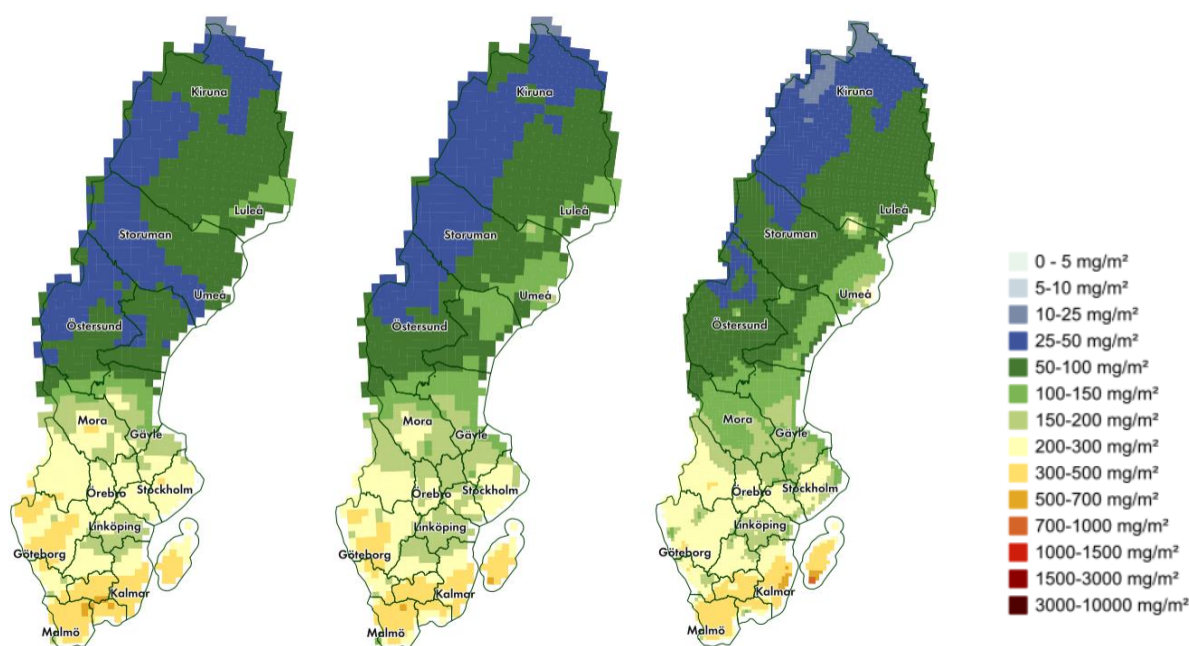 Kiruna
Luleå
Storuman
Umeå
Östersund
Mora
Gäyle
Örebro
Stockholm
Linköping
Göteborg
Kalmar
Malmö
Kiruna
Luleå
Storuman
Umeå
Östersund
Mora
Gäyle
Örebro
Stockholm
Linköping
Göteborg
Kalmar
Malmö
Kiruna
Luleå
Storuman
Umeå
Östersund
Mora
Gäyle
Örebro
Stockholm
Linköping
Göteborg
Kalmar
Malmö
0 - 5 mg/m²
5-10 mg/m²
10-25 mg/m²
25-50 mg/m²
50-100 mg/m²
100-150 mg/m²
150-200 mg/m²
200-300 mg/m²
300-500 mg/m²
500-700 mg/m²
700-1000 mg/m²
1000-1500 mg/m²
1500-3000 mg/m²
3000-10000 mg/m²